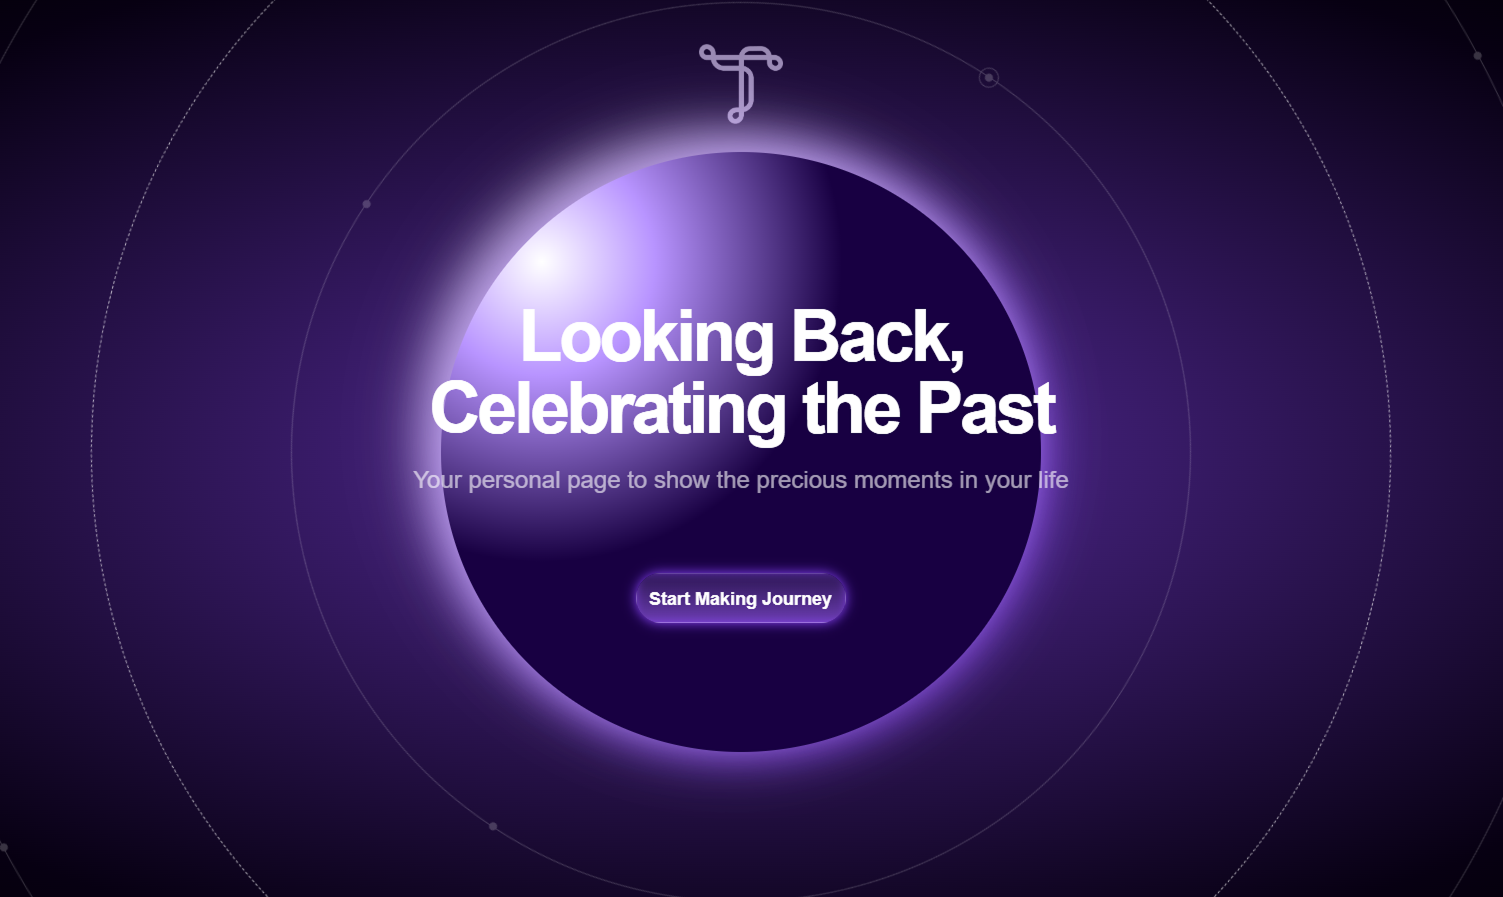 Looking Back,
Celebrating the Past
Your personal page to show the precious moments in your life
Start Making Journey